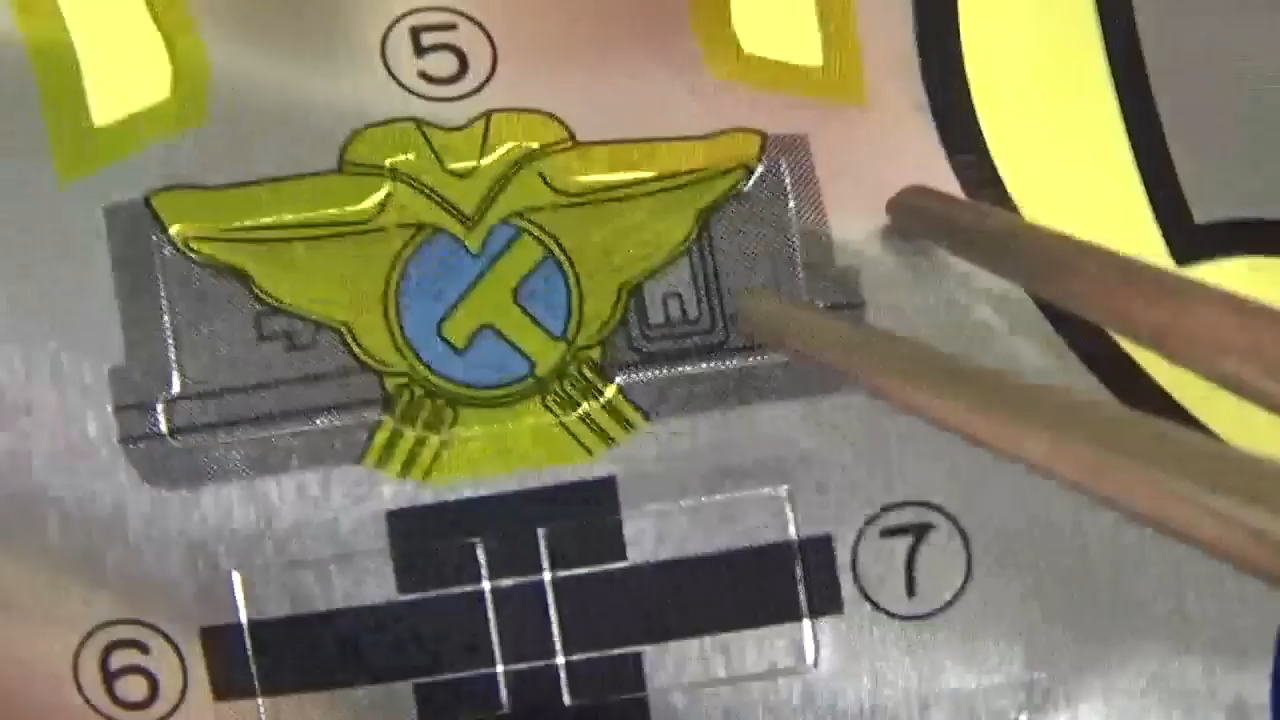 ⑤
⑦
⑥